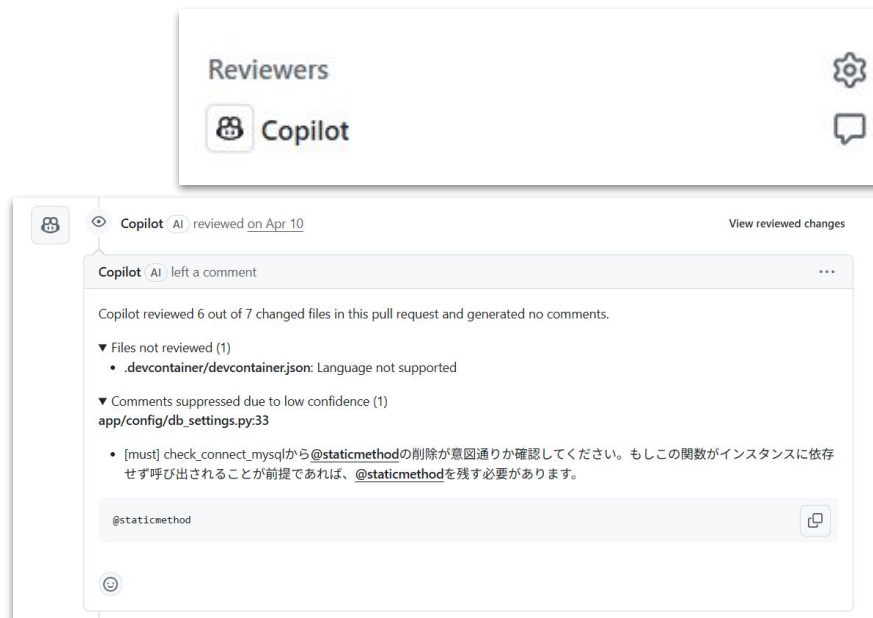 Reviewers
Copilot
Copilot AI reviewed on Apr 10
View reviewed changes
Copilot AI left a comment
Copilot reviewed 6 out of 7 changed files in this pull request and generated no comments.
▼ Files not reviewed (1)
• .devcontainer/devcontainer.json: Language not supported
▼ Comments suppressed due to low confidence (1)
app/config/db_settings.py:33
• [must] check_connect_mysqlから@staticmethodの削除が意図通りか確認してください。もしこの関数がインスタンスに依存
せず呼び出されることが前提であれば、@staticmethodを残す必要があります。
@staticmethod